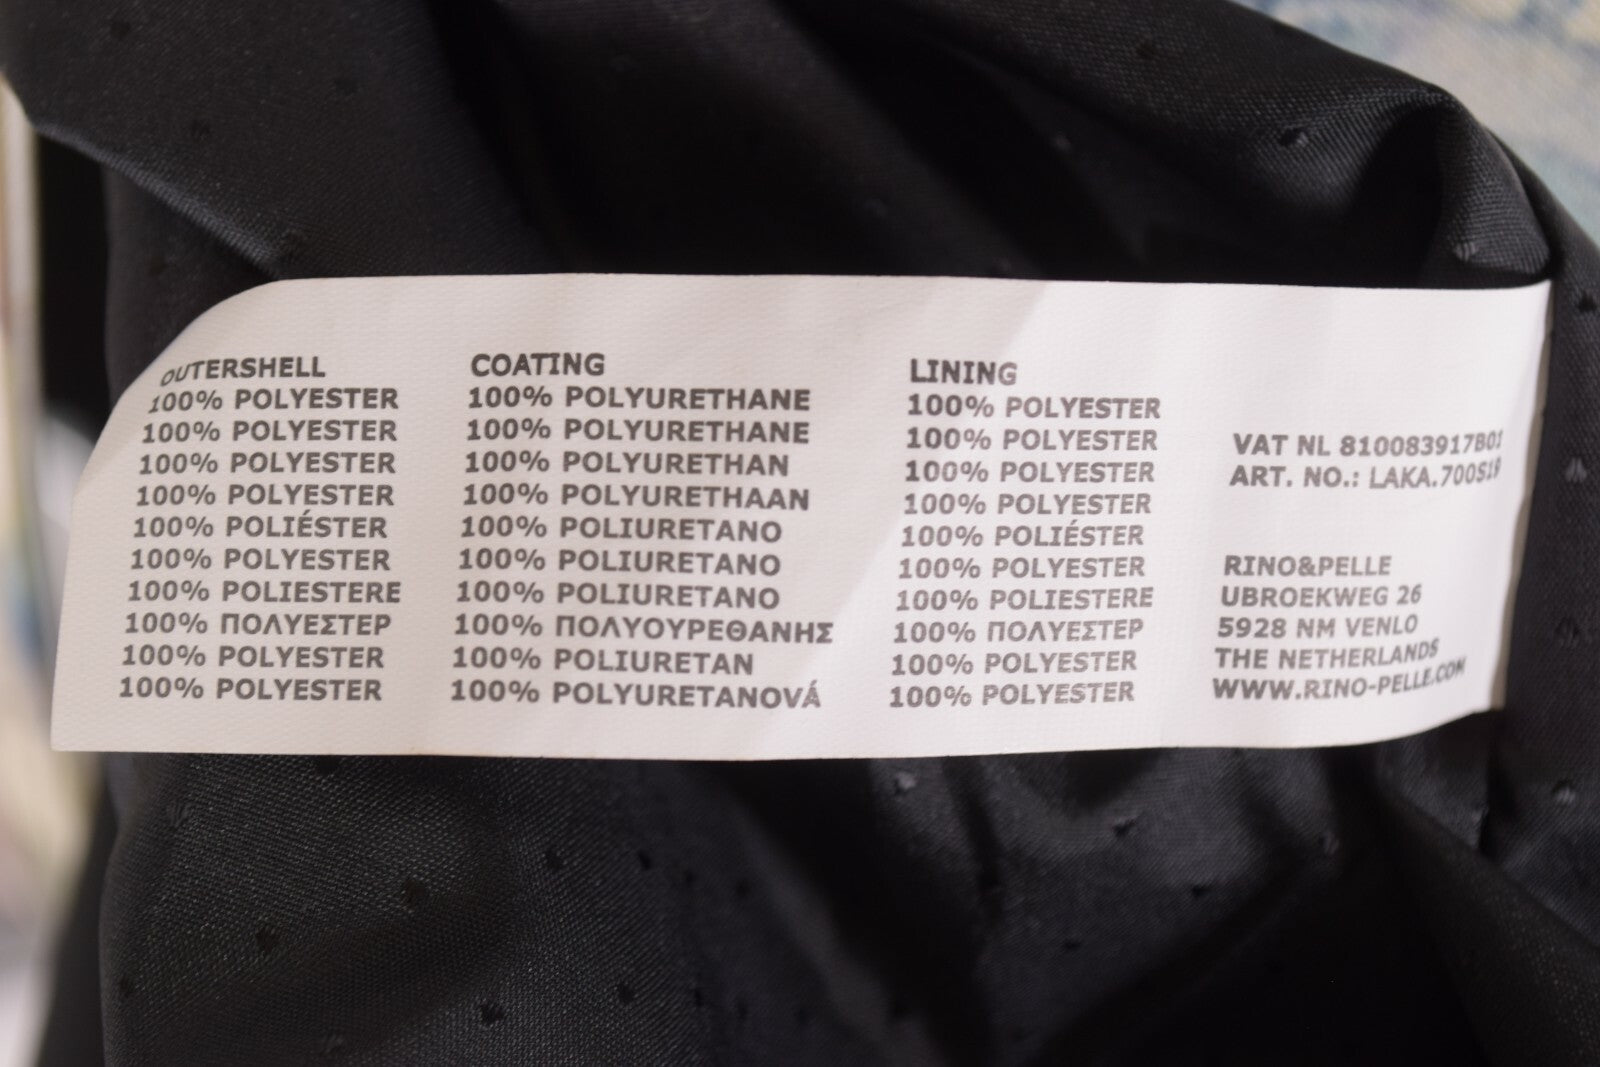 OUTERSHELL
100% POLYESTER
100% POLYESTER
100% POLYESTER
100% POLYESTER
100% POLIÉSTER
100% POLYESTER
100% POLIESTERE
100% ΠΟΛΥΕΣΤΕΡ
100% POLYESTER
100% POLYESTER
COATING
100% POLYURETHANE
100% POLYURETHANE
100% POLYURETHAN
100% POLYURETHAAN
100% POLIURETANO
100% POLIURETANO
100% POLIURETANO
100% ΠΟΛΥΟΥΡΕΘΑΝΗΣ
100% POLIURETAN
100% POLYURETANOVÁ
LINING
100% POLYESTER
100% POLYESTER
100% POLYESTER
100% POLYESTER
100% POLIÉSTER
100% POLYESTER
100% POLIESTERE
100% ΠΟΛΥΕΣΤΕΡ
100% POLYESTER
100% POLYESTER
VAT NL 810083917B01
ART. NO.: LAKA.700S19
RINO&PELLE
UBROEKWEG 26
5928 NM VENLO
THE NETHERLANDS
WWW.RINO-PELLE.COM